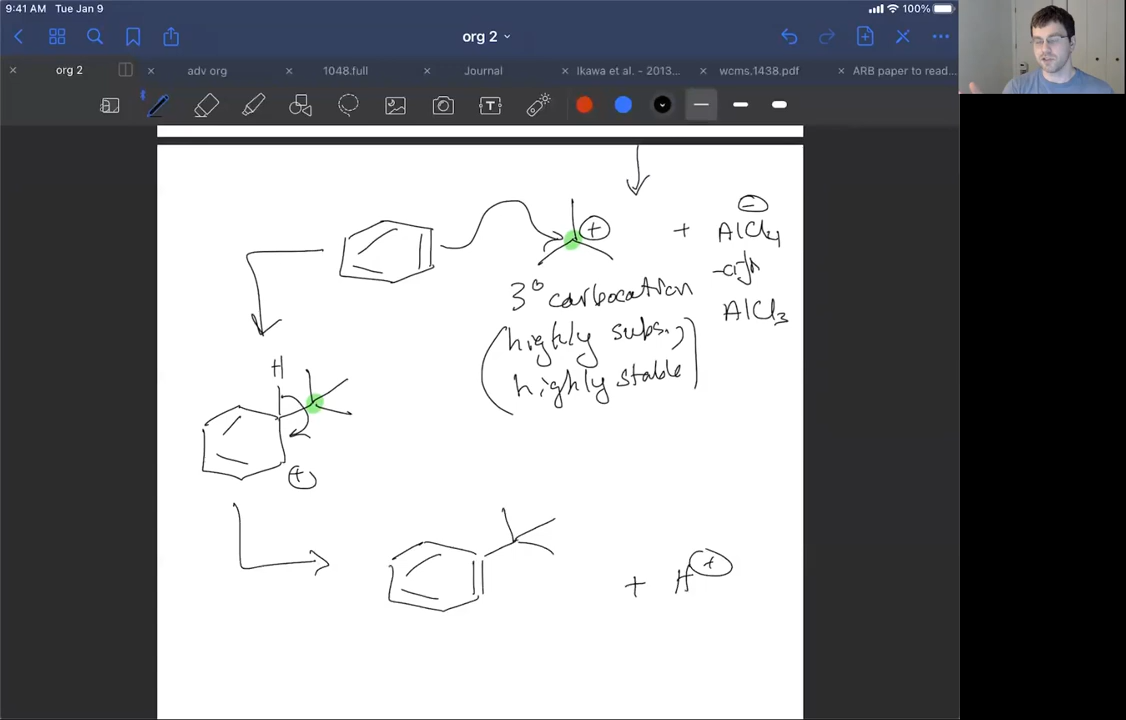 9:41 AM Tue Jan 9
100%
org 2
org 2
adv org
1048.full
Journal
Ikawa et al. - 2013...
wcms.1438.pdf
ARB paper to read...
T
+
+ AlCl4
−
3° carbocation
AlCl3
(highly subs.,
highly stable)
H
+
+ H
+